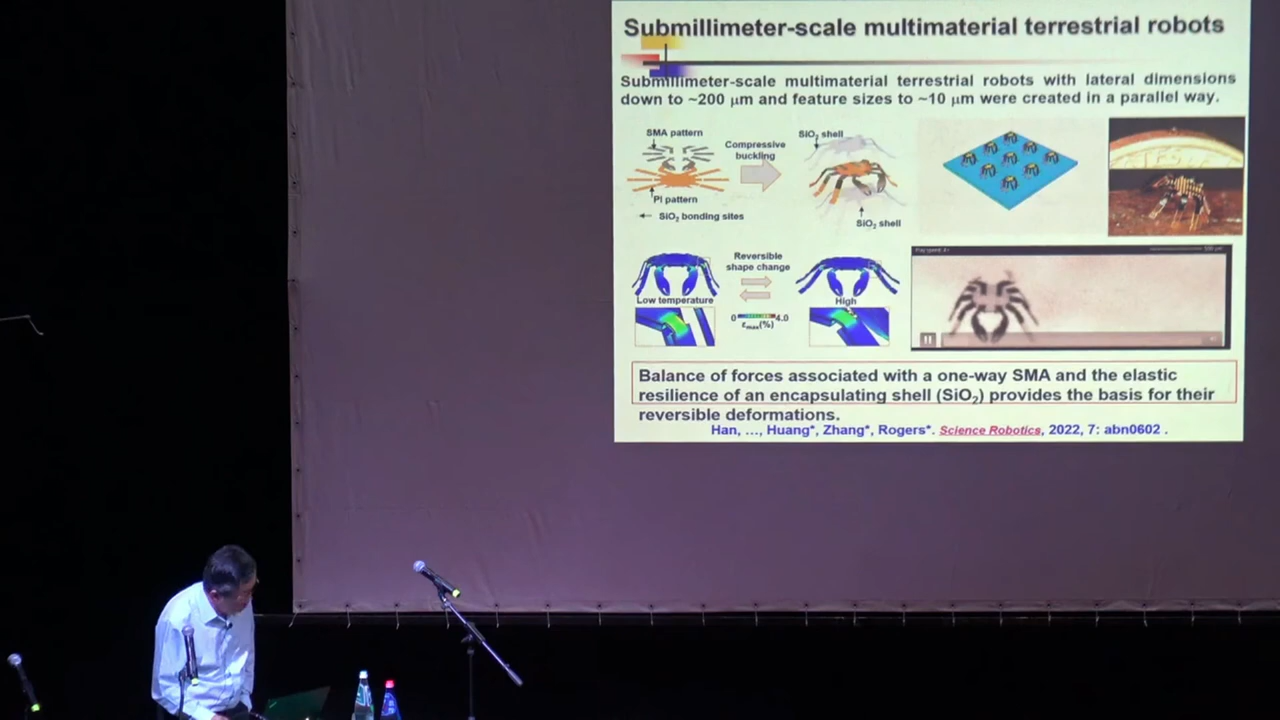 Submillimeter-scale multimaterial terrestrial robots
Submillimeter-scale multimaterial terrestrial robots with lateral dimensions
down to ~200 μm and feature sizes to ~10 μm were created in a parallel way.
SMA pattern
Compressive
buckling
SiO2 shell
PI pattern
SiO2 bonding sites
SiO2 shell
Reversible
shape change
Low temperature
High
0
4.0
εmax(%)
Balance of forces associated with a one-way SMA and the elastic
resilience of an encapsulating shell (SiO2) provides the basis for their
reversible deformations.
Han, ..., Huang*, Zhang*, Rogers*. Science Robotics, 2022, 7: abn0602 .